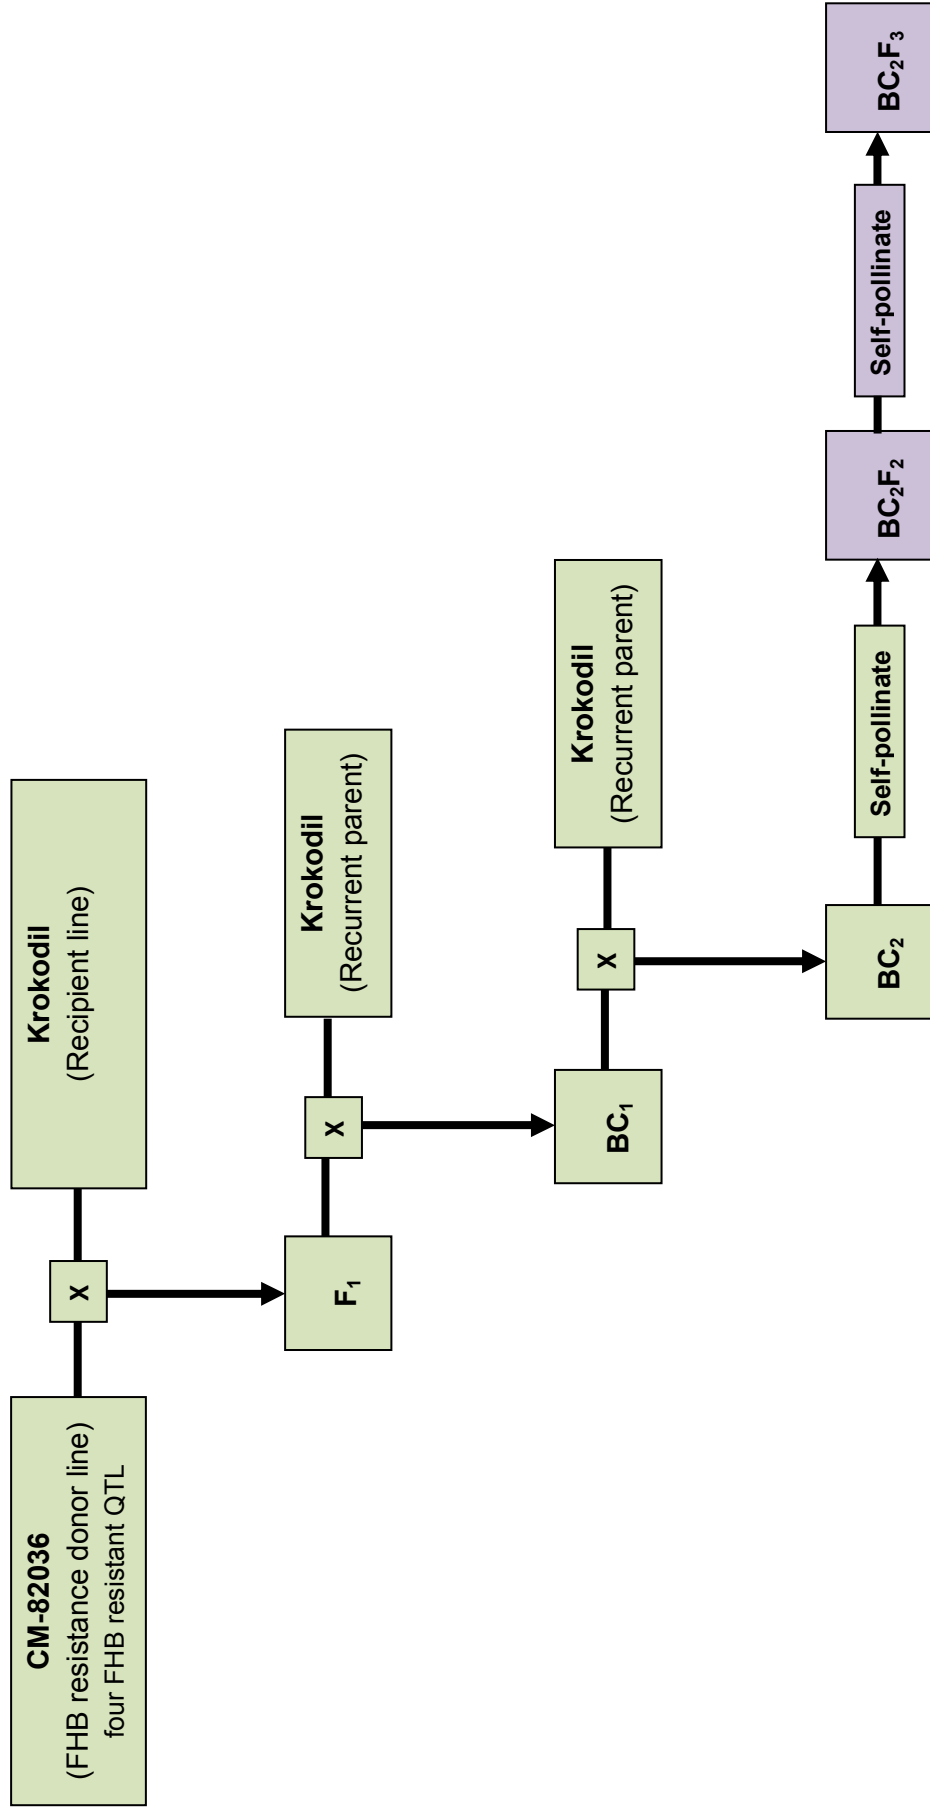 CM-82036
(FHB resistance donor line)
four FHB resistant QTL
X
Krokodil
(Recipient line)
F₁
X
Krokodil
(Recurrent parent)
BC₁
X
Krokodil
(Recurrent parent)
BC₂
Self-pollinate
BC₂F₂
Self-pollinate
BC₂F₃